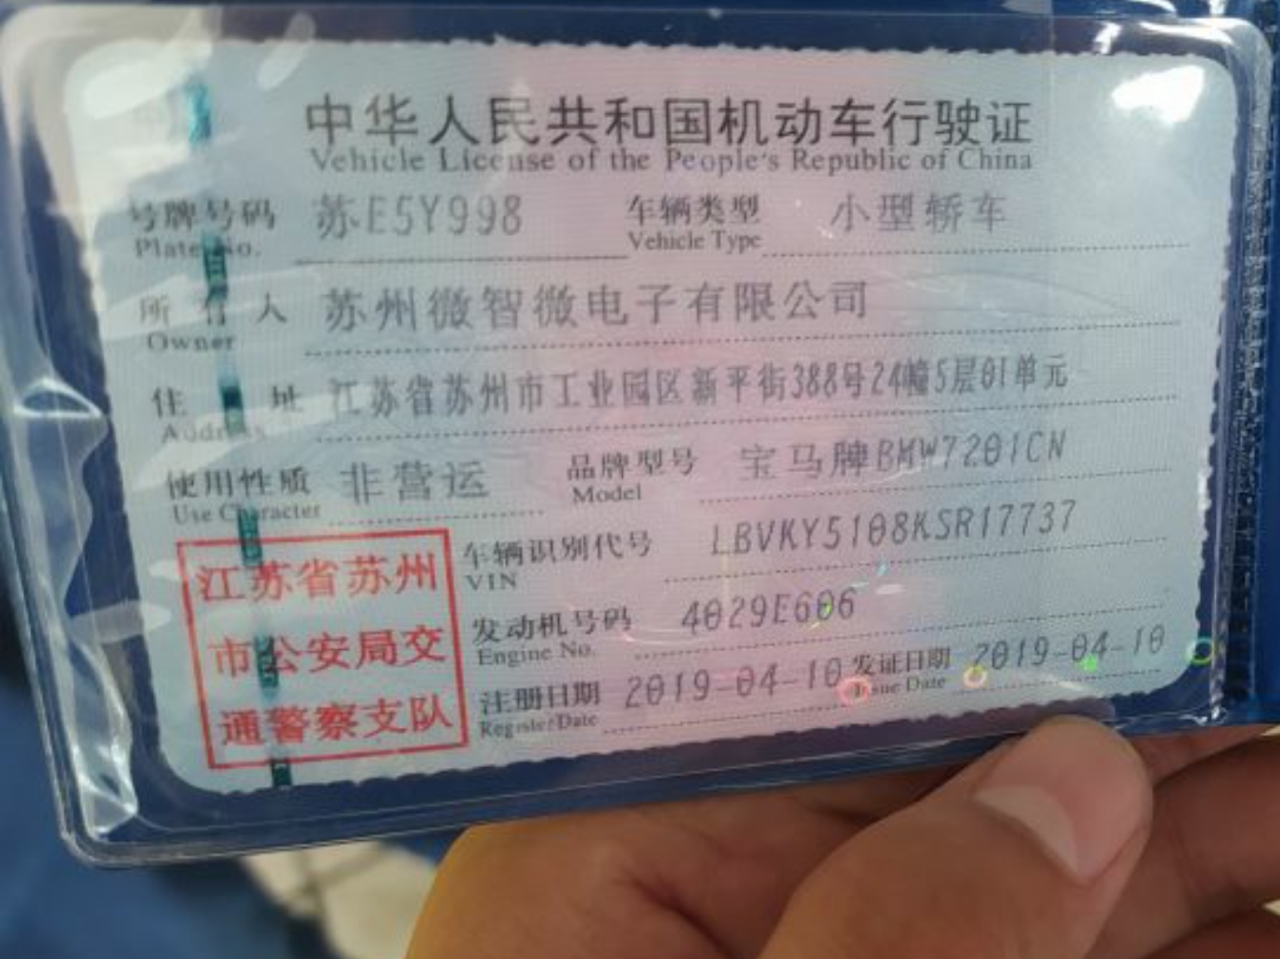 中华人民共和国机动车行驶证
Vehicle License of the People's Republic of China
号牌号码 苏E5Y998 车辆类型 小型轿车
Plate No. Vehicle Type
所有人 苏州微智微电子有限公司
Owner
住址 江苏省苏州市工业园区新平街388号24幢5层01单元
Address
使用性质 非营运 品牌型号 宝马牌BMW7201CN
Use Character Model
车辆识别代号 LBVKY5108KSR17737
VIN
发动机号码 4029E606
Engine No.
注册日期 2019-04-10 发证日期 2019-04-10
Register Date Issue Date
江苏省苏州
市公安局交
通警察支队